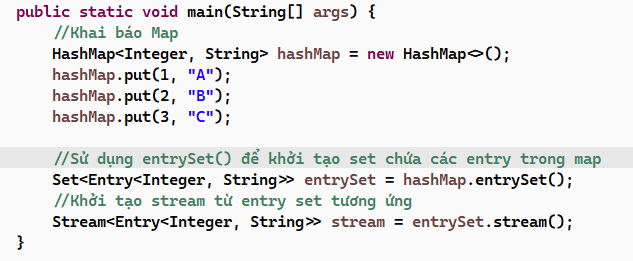 public static void main(String[] args) {
//Khai báo Map
HashMap<Integer, String> hashMap = new HashMap<>();
hashMap.put(1, "A");
hashMap.put(2, "B");
hashMap.put(3, "C");
//Sử dụng entrySet() để khởi tạo set chứa các entry trong map
Set<Entry<Integer, String>> entrySet = hashMap.entrySet();
//Khởi tạo stream từ entry set tương ứng
Stream<Entry<Integer, String>> stream = entrySet.stream();
}